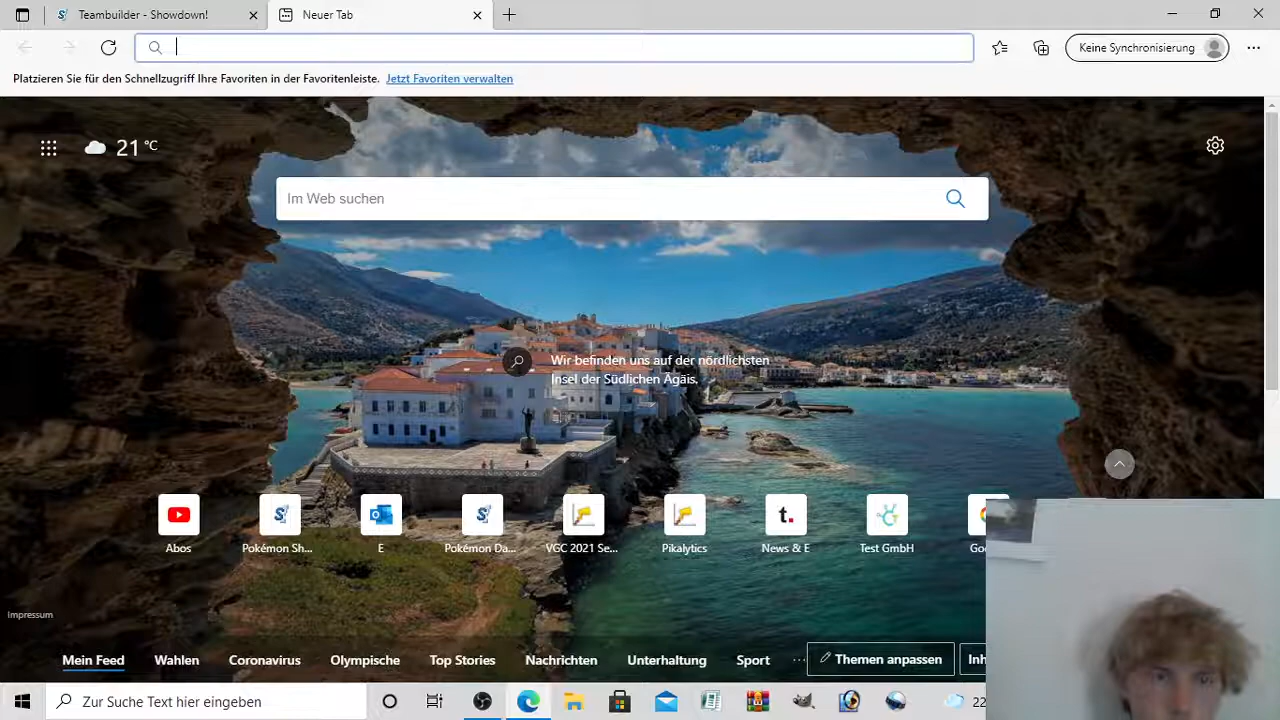 Teambuilder - Showdown!
Neuer Tab
Keine Synchronisierung
Platzieren Sie für den Schnellzugriff Ihre Favoriten in der Favoritenleiste. Jetzt Favoriten verwalten
21 °C
Im Web suchen
Wir befinden uns auf der nördlichsten
Insel der Südlichen Ägäis.
Abos
Pokémon Sh...
E
Pokémon Da...
VGC 2021 Se...
Pikalytics
t.
News & E
Test GmbH
Goo
Impressum
Mein Feed
Wahlen
Coronavirus
Olympische
Top Stories
Nachrichten
Unterhaltung
Sport
...
Themen anpassen
Inh
Zur Suche Text hier eingeben
22